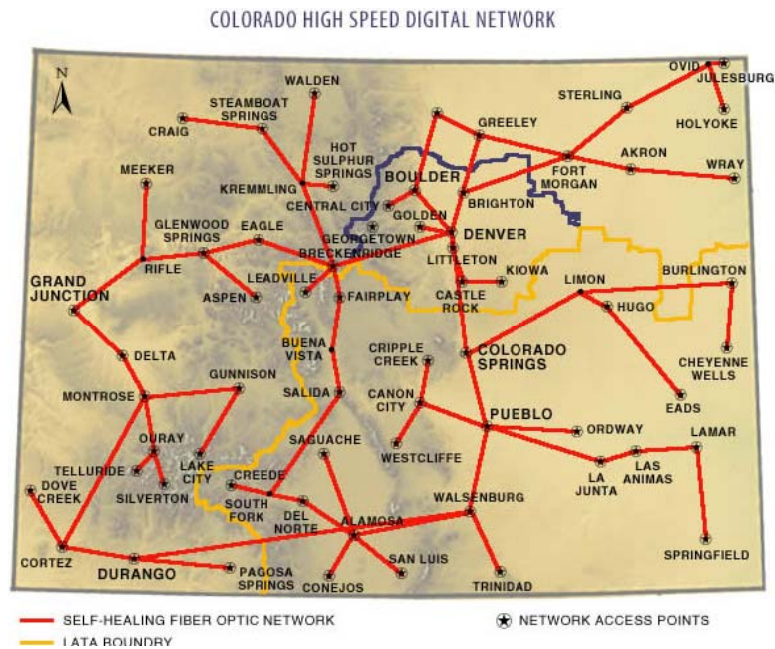 COLORADO HIGH SPEED DIGITAL NETWORK
N
WALDEN
STEAMBOAT
SPRINGS
CRAIG
OVID
JULESBURG
STERLING
HOLYOKE
GREELEY
HOT
SULPHUR
SPRINGS
MEEKER
KREMMLING
BOULDER
FORT
MORGAN
AKRON
WRAY
CENTRAL CITY
BRIGHTON
GLENWOOD
SPRINGS
EAGLE
GOLDEN
GEORGETOWN
DENVER
BRECKENRIDGE
LITTLETON
RIFLE
LEADVILLE
KIOWA
LIMON
BURLINGTON
GRAND
JUNCTION
ASPEN
FAIRPLAY
CASTLE
ROCK
HUGO
BUENA
VISTA
CRIPPLE
CREEK
COLORADO
SPRINGS
CHEYENNE
WELLS
DELTA
GUNNISON
MONTROSE
SALIDA
CANON
CITY
EADS
PUEBLO
ORDWAY
LAMAR
OURAY
SAGUACHE
WESTCLIFFE
TELLURIDE
LAKE
CITY
LA
JUNTA
LAS
ANIMAS
DOVE
CREEK
SILVERTON
CREEDE
SOUTH
FORK
DEL
NORTE
ALAMOSA
WALSENBURG
CORTEZ
DURANGO
PAGOSA
SPRINGS
CONEJOS
SAN LUIS
TRINIDAD
SPRINGFIELD
SELF-HEALING FIBER OPTIC NETWORK
NETWORK ACCESS POINTS
LATA BOUNDRY